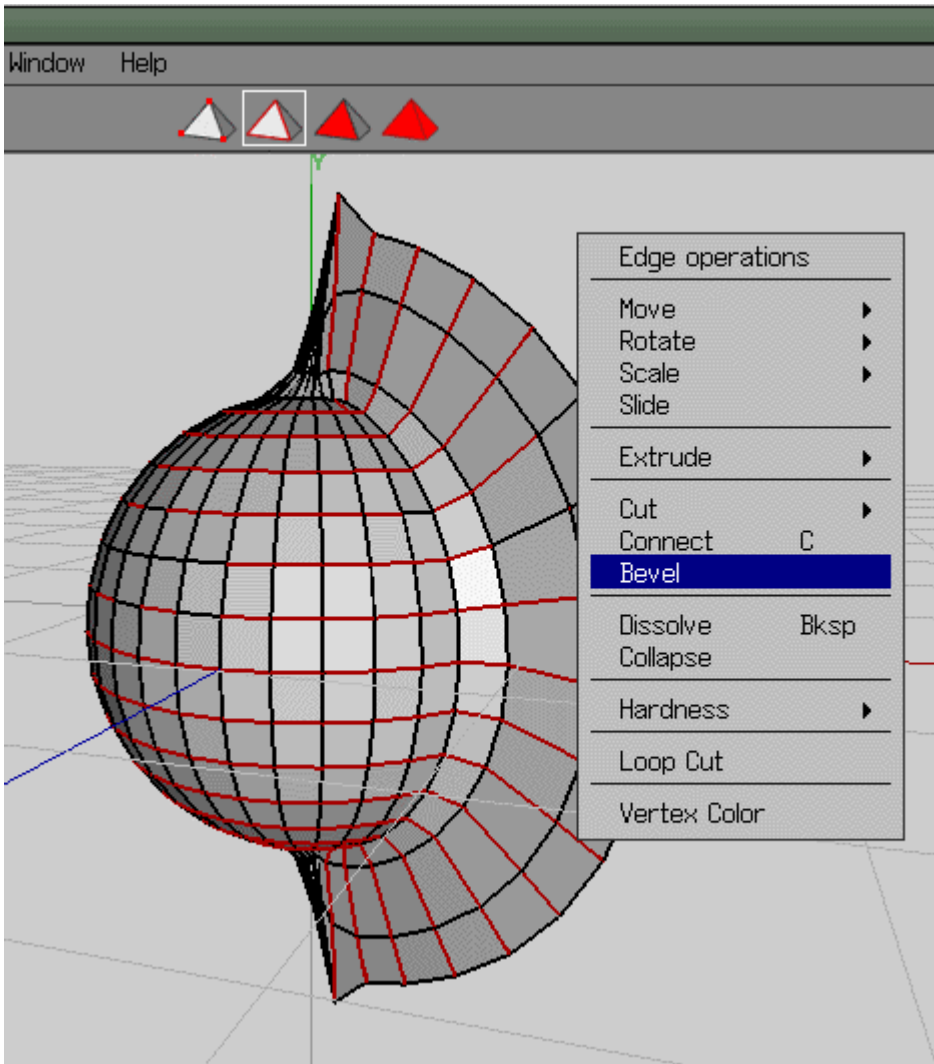 Window Help
Y
Edge operations
Move
Rotate
Scale
Slide
Extrude
Cut
Connect C
Bevel
Dissolve Bksp
Collapse
Hardness
Loop Cut
Vertex Color